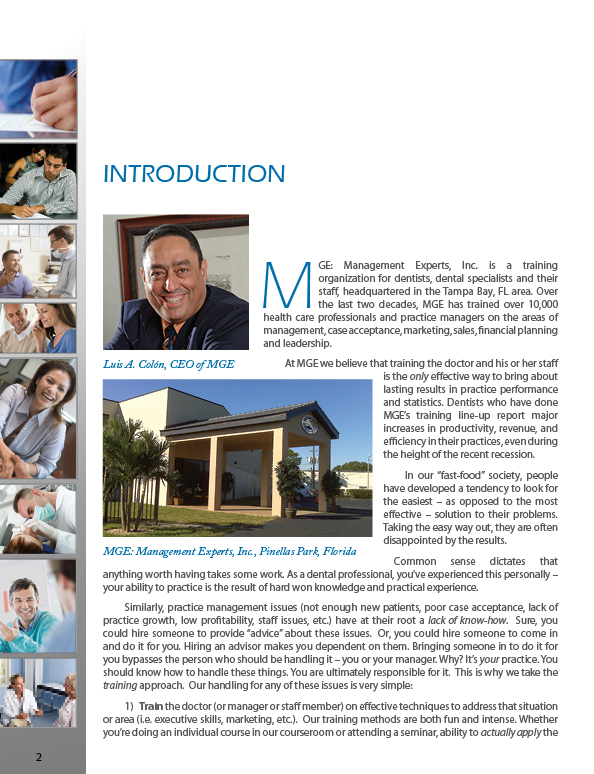 INTRODUCTION
MGE: Management Experts, Inc. is a training
organization for dentists, dental specialists and their
staff, headquartered in the Tampa Bay, FL area. Over
the last two decades, MGE has trained over 10,000
health care professionals and practice managers on the areas of
management, case acceptance, marketing, sales, financial planning
and leadership.
Luis A. Colón, CEO of MGE
At MGE we believe that training the doctor and his or her staff
is the only effective way to bring about
lasting results in practice performance
and statistics. Dentists who have done
MGE's training line-up report major
increases in productivity, revenue, and
efficiency in their practices, even during
the height of the recent recession.
In our "fast-food" society, people
have developed a tendency to look for
the easiest – as opposed to the most
effective – solution to their problems.
Taking the easy way out, they are often
disappointed by the results.
MGE: Management Experts, Inc., Pinellas Park, Florida
Common sense dictates that
anything worth having takes some work. As a dental professional, you've experienced this personally –
your ability to practice is the result of hard won knowledge and practical experience.
Similarly, practice management issues (not enough new patients, poor case acceptance, lack of
practice growth, low profitability, staff issues, etc.) have at their root a lack of know-how. Sure, you
could hire someone to provide "advice" about these issues. Or, you could hire someone to come in
and do it for you. Hiring an advisor makes you dependent on them. Bringing someone in to do it for
you bypasses the person who should be handling it – you or your manager. Why? It's your practice. You
should know how to handle these things. You are ultimately responsible for it. This is why we take the
training approach. Our handling for any of these issues is very simple:
1) Train the doctor (or manager or staff member) on effective techniques to address that situation
or area (i.e. executive skills, marketing, etc.). Our training methods are both fun and intense. Whether
you're doing an individual course in our courseroom or attending a seminar, ability to actually apply the
2